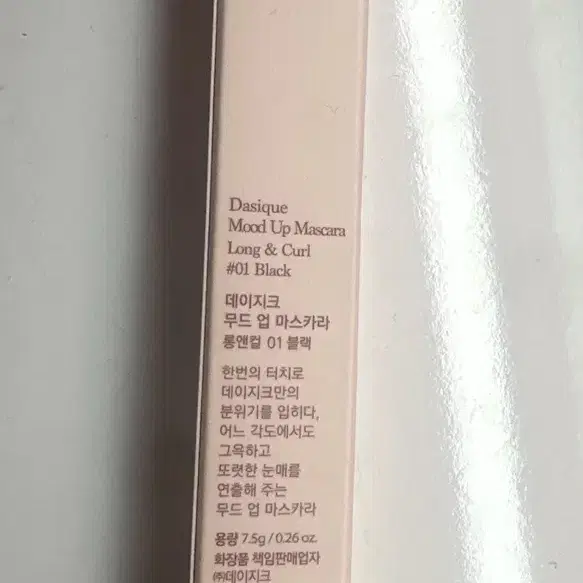 Dasique
Mood Up Mascara
Long & Curl
#01 Black
데이지크
무드 업 마스카라
롱앤컬 01 블랙
한번의 터치로
데이지크만의
분위기를 입히다,
어느 각도에서도
그윽하고
또렷한 눈매를
연출해 주는
무드 업 마스카라
용량 7.5g / 0.26 oz.
화장품 책임판매업자
㈜데이지크